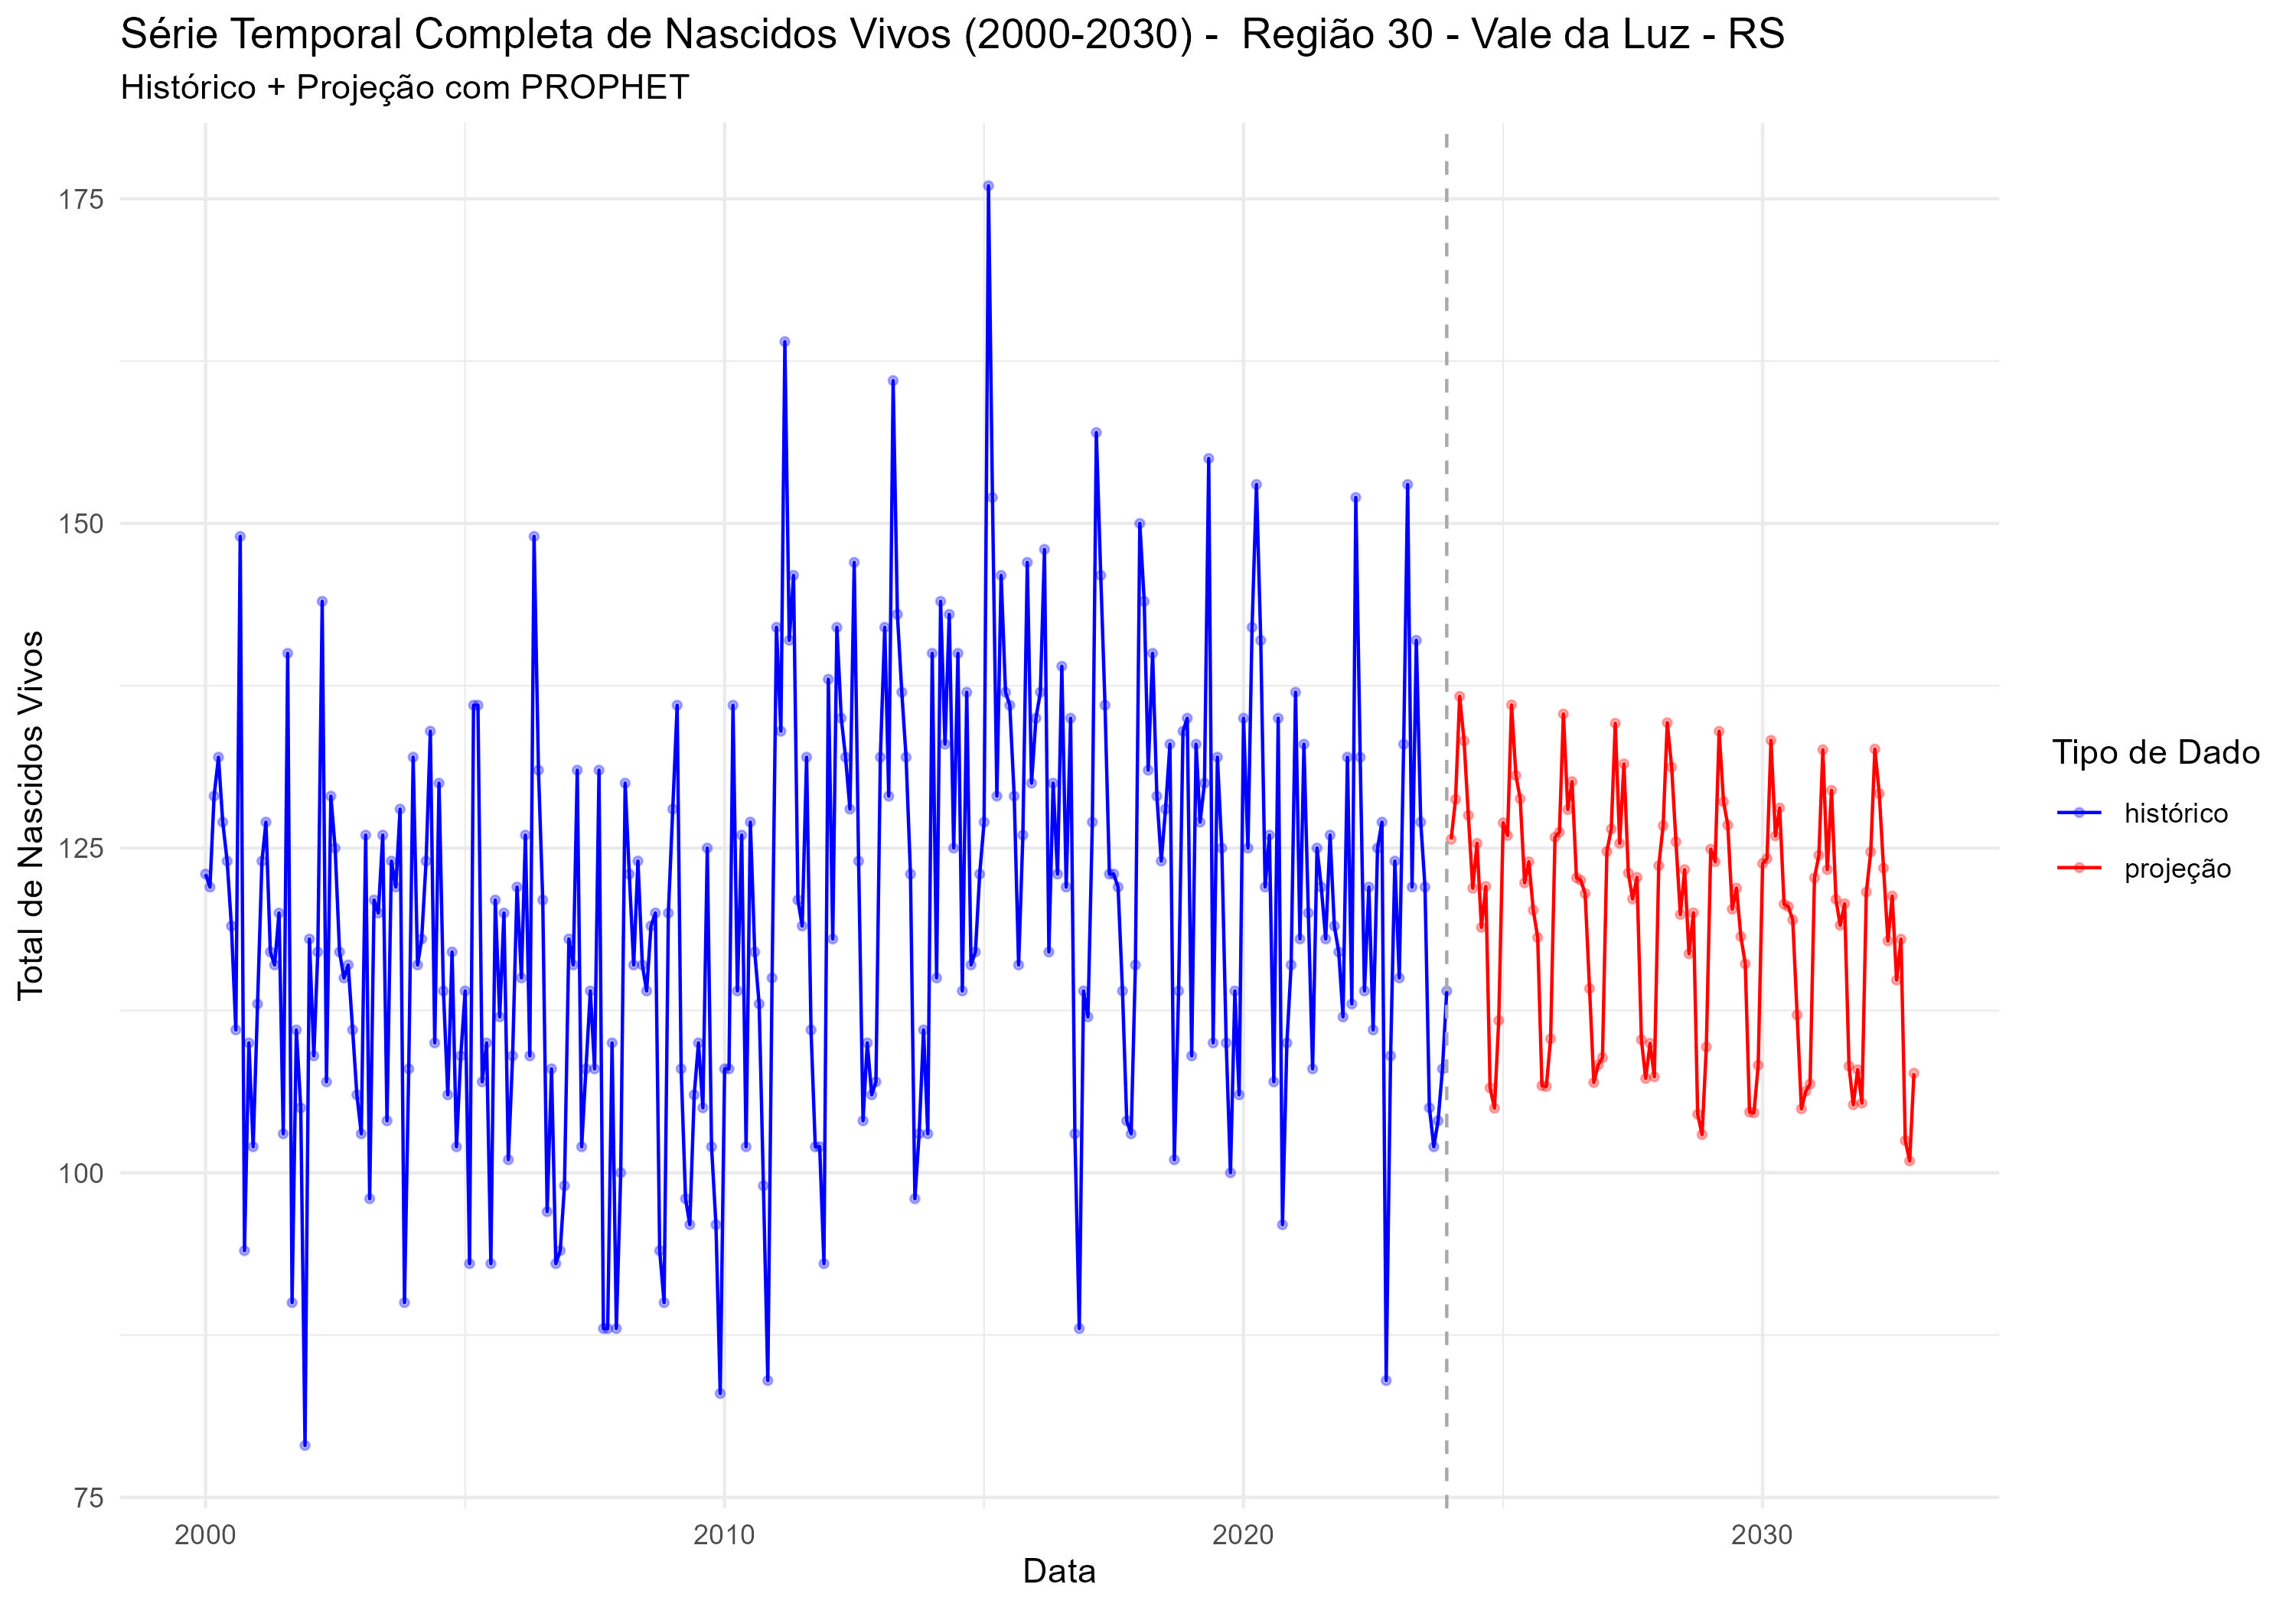 Série Temporal Completa de Nascidos Vivos (2000-2030) -  Região 30 - Vale da Luz - RS
Histórico + Projeção com PROPHET
Total de Nascidos Vivos
175
150
125
100
75
2000
2010
2020
2030
Data
Tipo de Dado
histórico
projeção